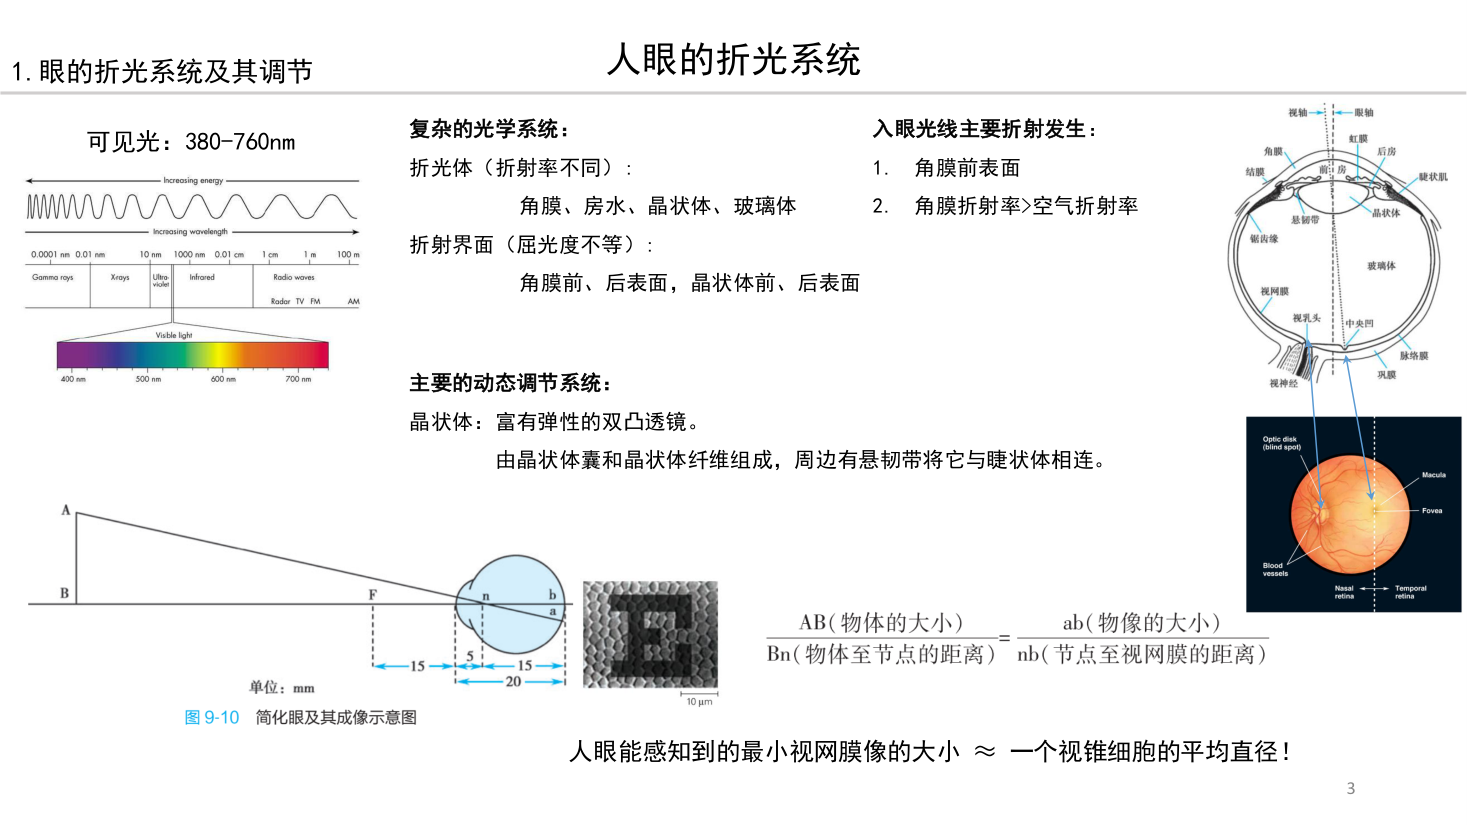 人眼的折光系统
1.眼的折光系统及其调节
可见光：380-760nm
Increasing energy
Increasing wavelength
0.0001 nm 0.01 nm 10 nm 1000 nm 0.01 cm 1 cm 1 m 100 m
Gamma rays X-rays Ultra-violet Infrared Radio waves
Radar TV FM AM
Visible light
400 nm 500 nm 600 nm 700 nm
复杂的光学系统：
折光体（折射率不同）：
角膜、房水、晶状体、玻璃体
折射界面（屈光度不等）：
角膜前、后表面，晶状体前、后表面
入眼光线主要折射发生：
1. 角膜前表面
2. 角膜折射率>空气折射率
主要的动态调节系统：
晶状体：富有弹性的双凸透镜。
由晶状体囊和晶状体纤维组成，周边有悬韧带将它与睫状体相连。
视轴 眼轴
虹膜
角膜 后房
结膜 前 房 睫状肌
悬韧带 晶状体
锯齿缘
玻璃体
视网膜
视乳头 中央凹
脉络膜
视神经 巩膜
Optic disk
(blind spot)
Macula
Fovea
Blood
vessels
Nasal
retina
Temporal
retina
A
B F n b
a
15 5 15
20
单位：mm
图 9-10 简化眼及其成像示意图
10 μm
AB(物体的大小) ab(物像的大小)
=
Bn(物体至节点的距离) nb(节点至视网膜的距离)
人眼能感知到的最小视网膜像的大小 ≈ 一个视锥细胞的平均直径！
3